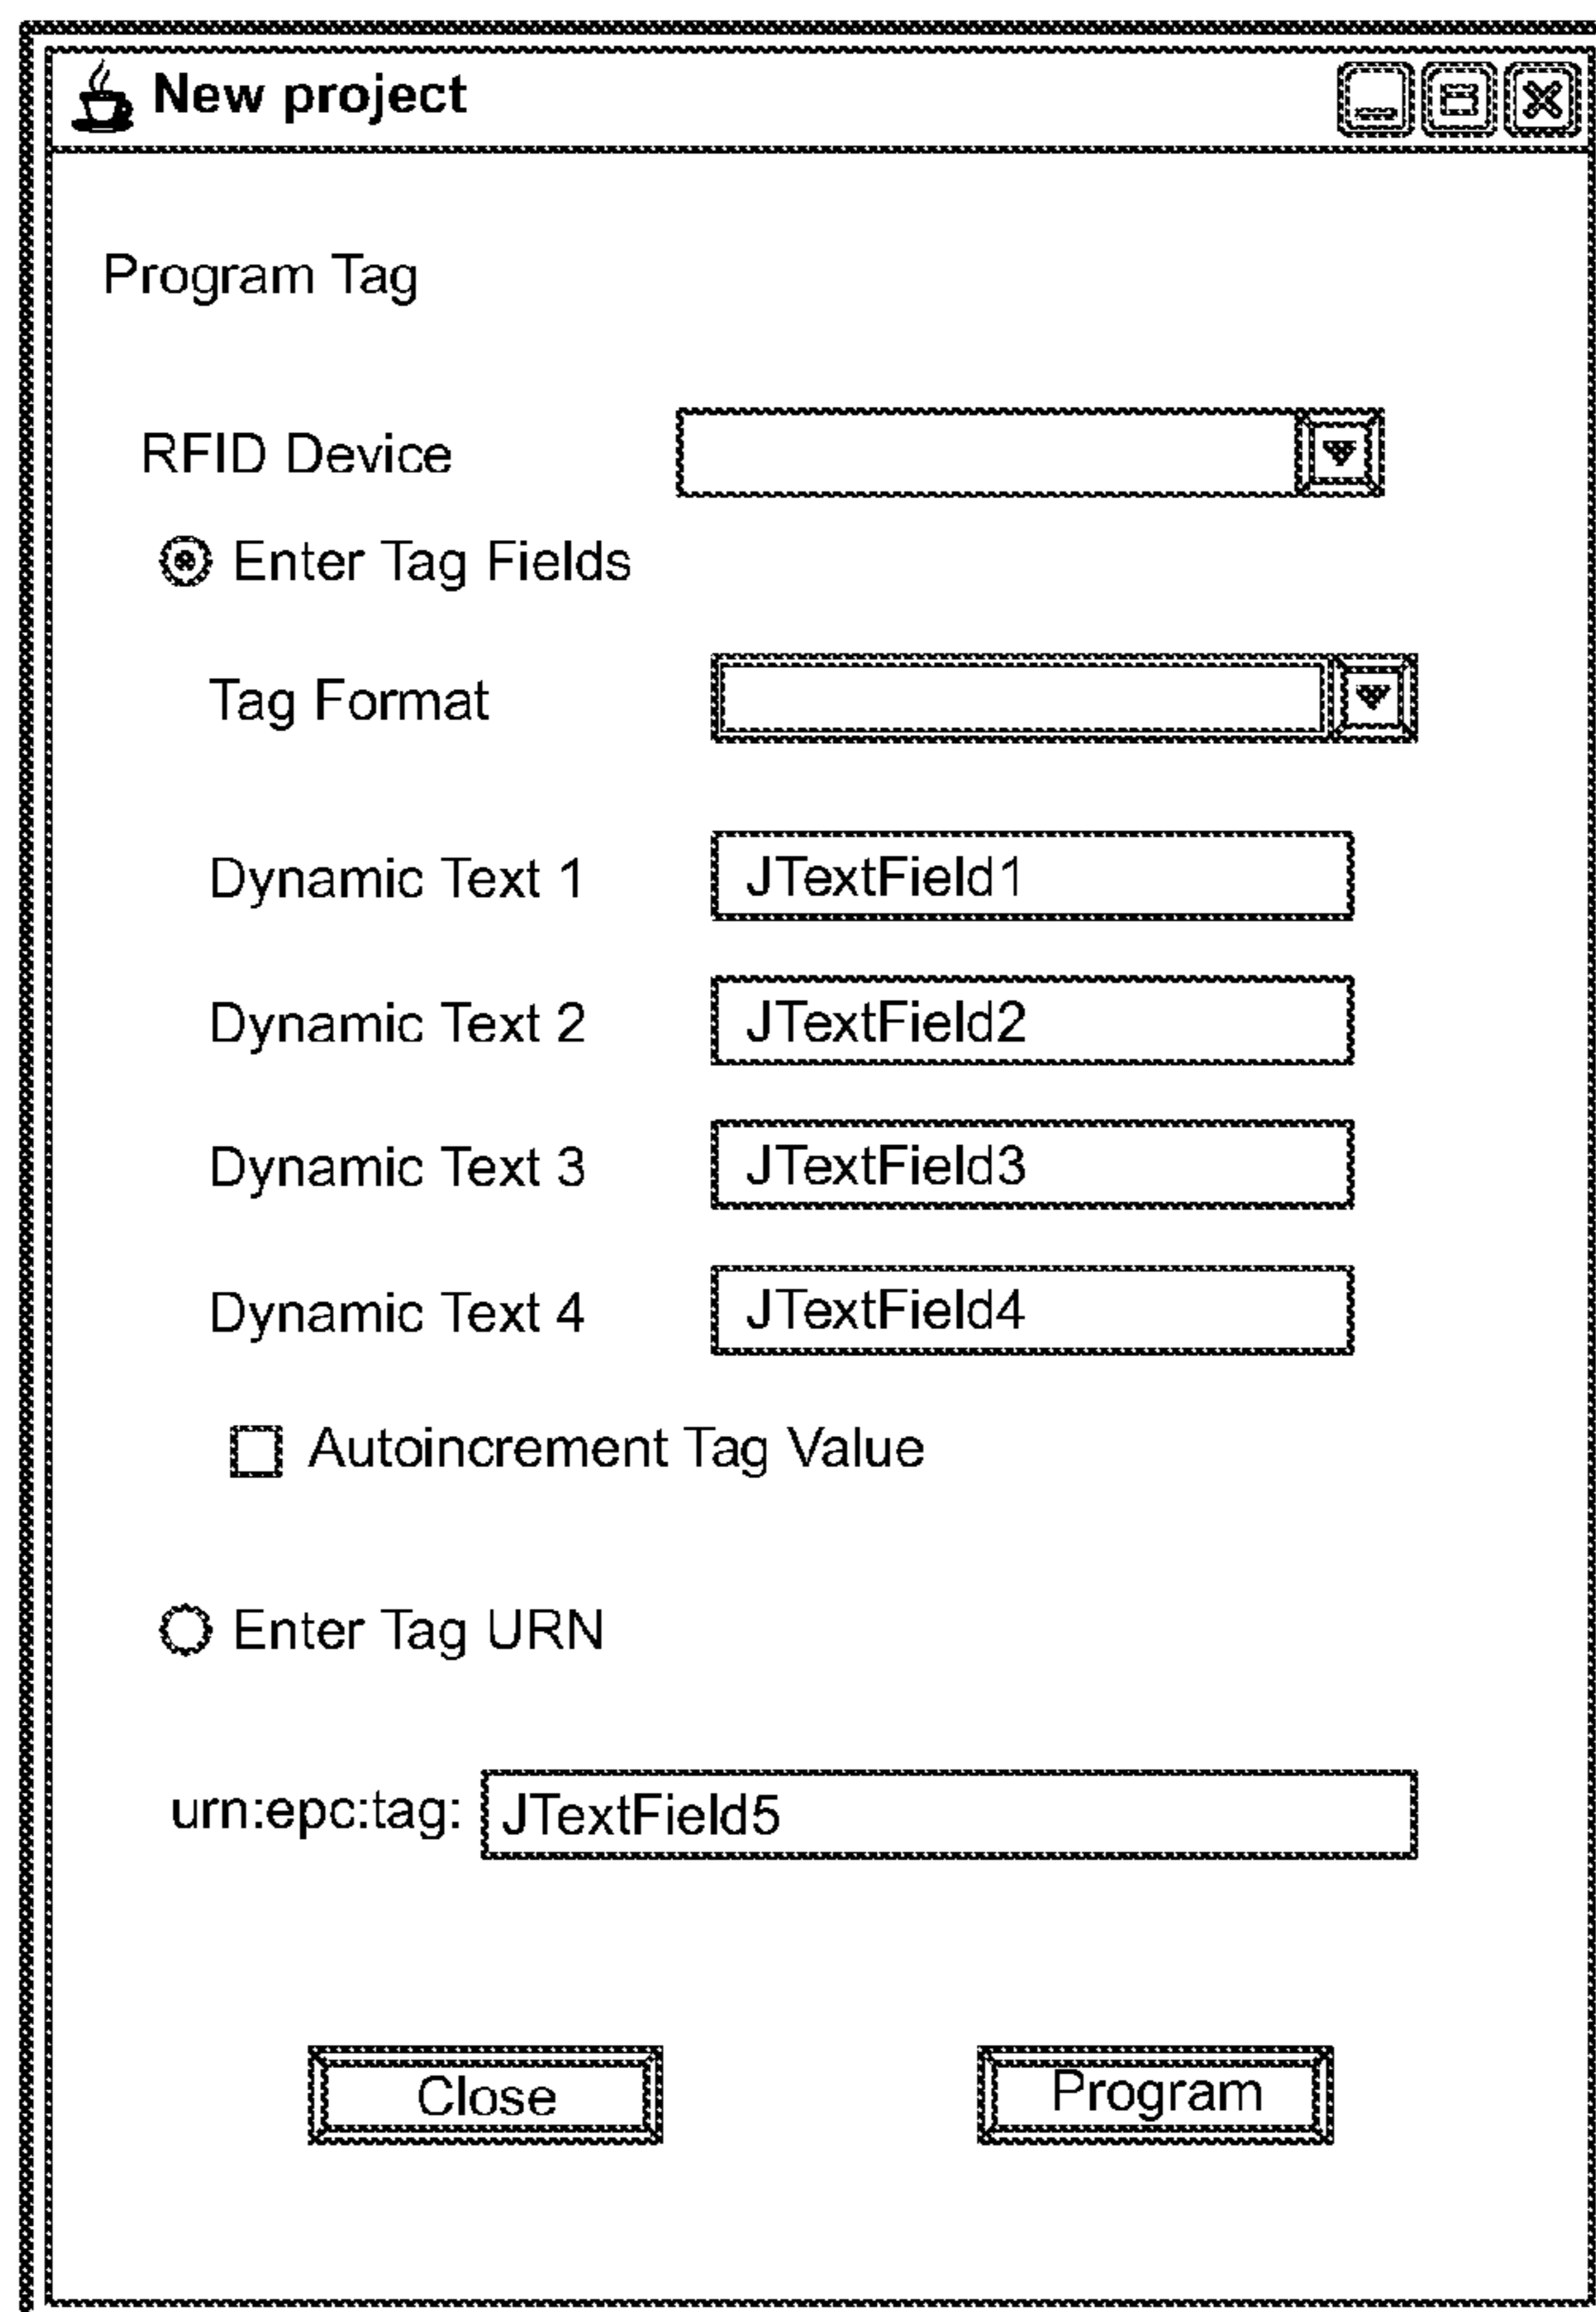 New project
Program Tag
RFID Device
Enter Tag Fields
Tag Format
Dynamic Text 1 JTextField1
Dynamic Text 2 JTextField2
Dynamic Text 3 JTextField3
Dynamic Text 4 JTextField4
Autoincrement Tag Value
Enter Tag URN
urn:epc:tag: JTextField5
Close Program